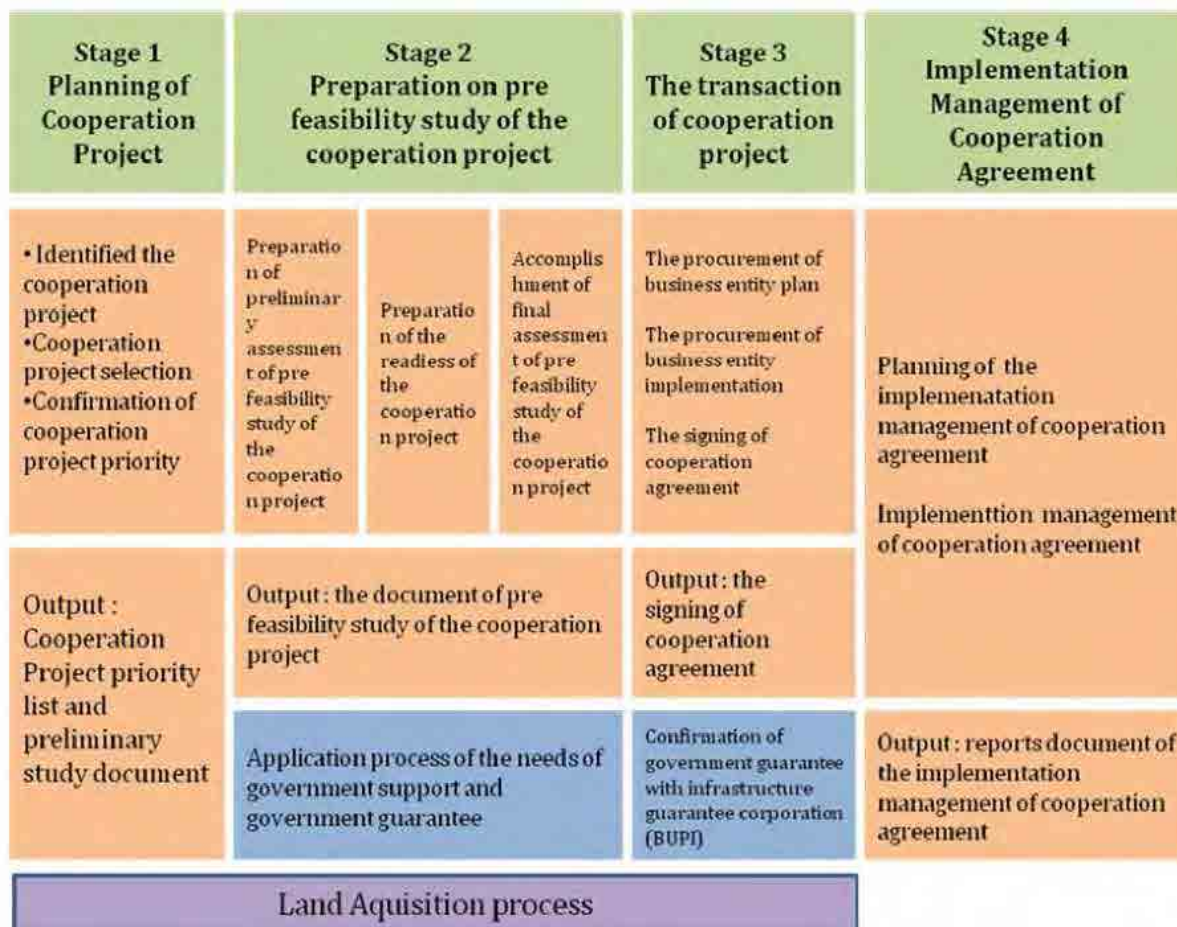 Stage 1
Planning of
Cooperation
Project
Stage 2
Preparation on pre
feasibility study of the
cooperation project
Stage 3
The transaction
of cooperation
project
Stage 4
Implementation
Management of
Cooperation
Agreement
• Identified the
cooperation
project
•Cooperation
project selection
•Confirmation of
cooperation
project priority
Preparatio
n of
preliminar
y
assessmen
t of pre
feasibility
study of
the
cooperatio
n project
Preparatio
n of the
readiess of
the
cooperatio
n project
Accomplis
hment of
final
assessmen
t of pre
feasibility
study of
the
cooperatio
n project
The procurement of
business entity plan
The procurement of
business entity
implementation
The signing of
cooperation
agreement
Planning of the
implemenatation
management of cooperation
agreement
Implementtion management
of cooperation agreement
Output :
Cooperation
Project priority
list and
preliminary
study document
Output : the document of pre
feasibility study of the cooperation
project
Output : the
signing of
cooperation
agreement
Application process of the needs of
government support and
government guarantee
Confirmation of
government guarantee
with infrastructure
guarantee corporation
(BUPI)
Output : reports document of
the implementation
management of cooperation
agreement
Land Aquisition process